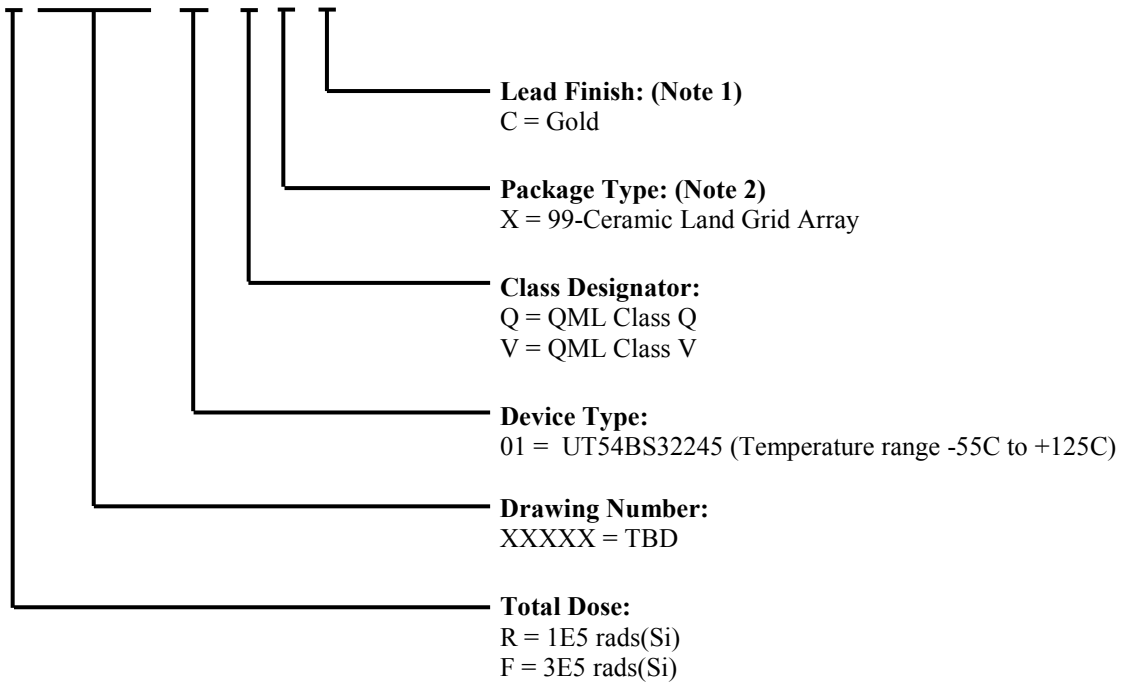 Lead Finish: (Note 1)
C = Gold
Package Type: (Note 2)
X = 99-Ceramic Land Grid Array
Class Designator:
Q = QML Class Q
V = QML Class V
Device Type:
01 = UT54BS32245 (Temperature range -55C to +125C)
Drawing Number:
XXXXX = TBD
Total Dose:
R = 1E5 rads(Si)
F = 3E5 rads(Si)